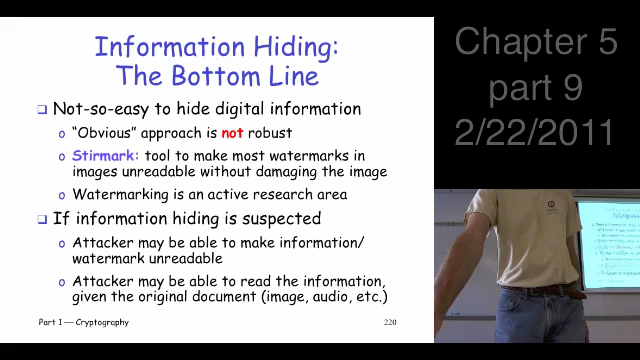 Information Hiding:
The Bottom Line
Not-so-easy to hide digital information
"Obvious" approach is not robust
Stirmark: tool to make most watermarks in
images unreadable without damaging the image
Watermarking is an active research area
If information hiding is suspected
Attacker may be able to make information/
watermark unreadable
Attacker may be able to read the information,
given the original document (image, audio, etc.)
Part 1 — Cryptography
220
Chapter 5
part 9
2/22/2011